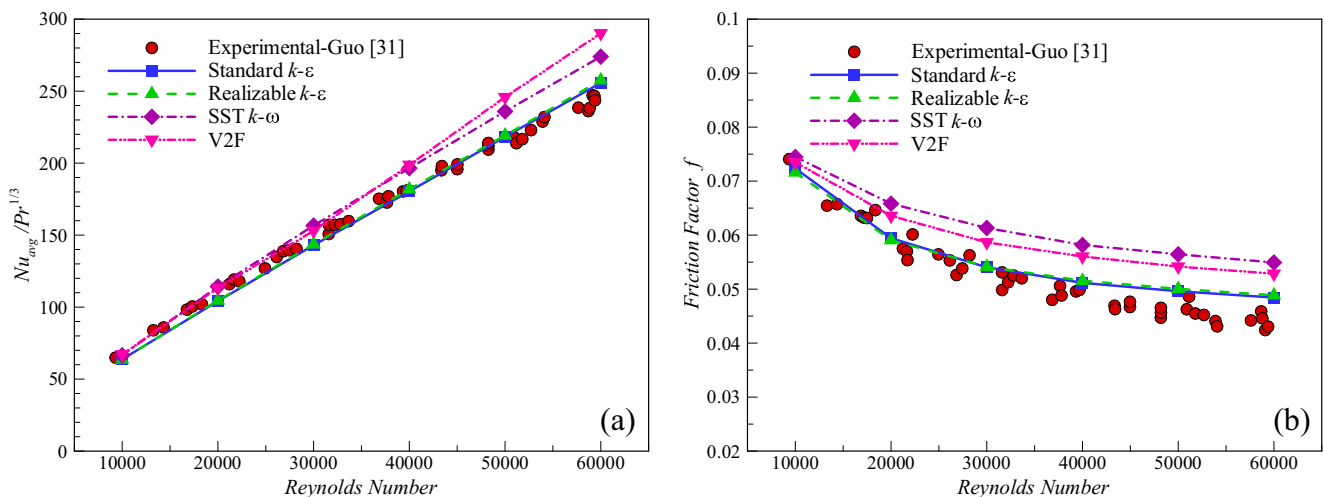 300
250
200
150
100
50
0
Nu_avg /Pr^1/3
Experimental-Guo [31]
Standard k-ε
Realizable k-ε
SST k-ω
V2F
(a)
10000 20000 30000 40000 50000 60000
Reynolds Number
0.1
0.09
0.08
0.07
0.06
0.05
0.04
0.03
0.02
Friction Factor f
Experimental-Guo [31]
Standard k-ε
Realizable k-ε
SST k-ω
V2F
(b)
10000 20000 30000 40000 50000 60000
Reynolds Number